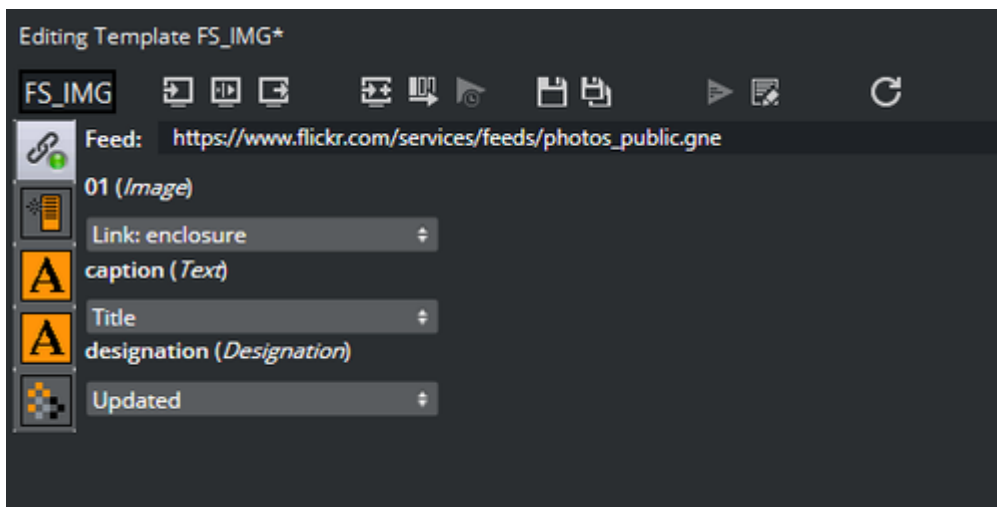 Editing Template FS_IMG*
FS_IMG
Feed: https://www.flickr.com/services/feeds/photos_public.gne
01 (Image)
Link: enclosure
caption (Text)
Title
designation (Designation)
Updated